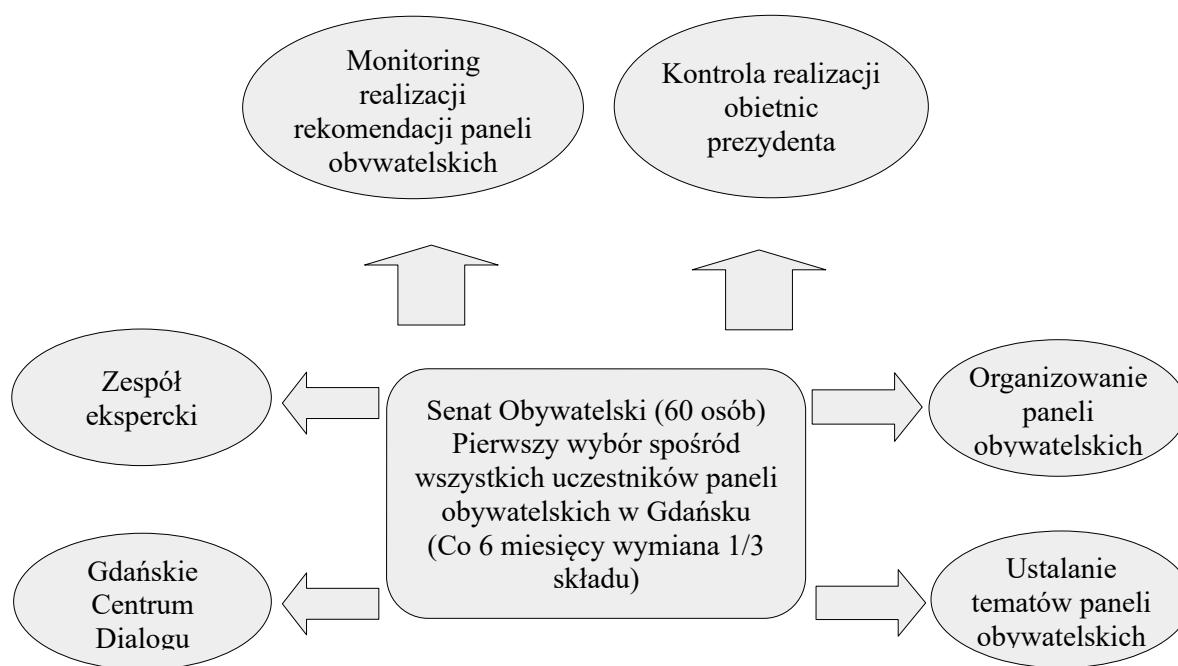 Monitoring
realizacji
rekomendacji paneli
obywatelskich
Kontrola realizacji
obietnic
prezydenta
Zespół
ekspercki
Senat Obywatelski (60 osób)
Pierwszy wybór spośród
wszystkich uczestników paneli
obywatelskich w Gdańsku
(Co 6 miesięcy wymiana 1/3
składu)
Organizowanie
paneli
obywatelskich
Gdańskie
Centrum
Dialogu
Ustalanie
tematów paneli
obywatelskich